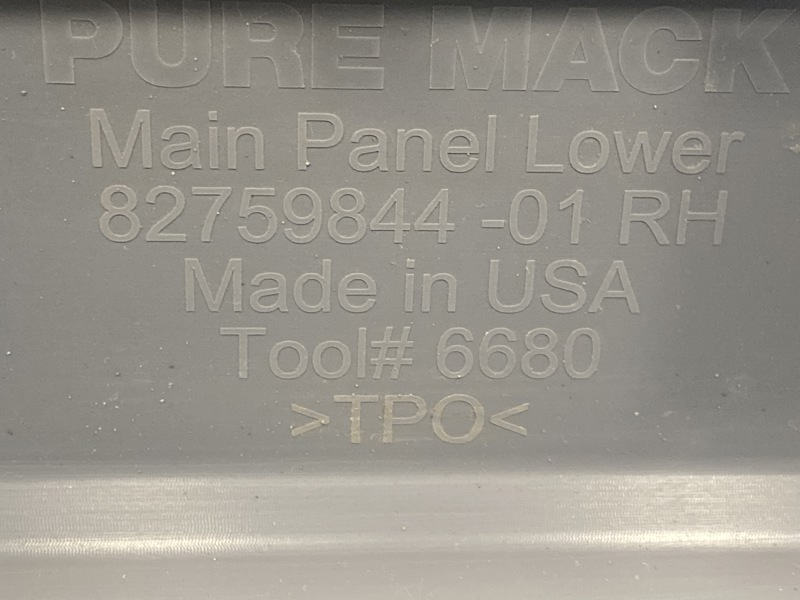 PURE MACK
Main Panel Lower
82759844 -01 RH
Made in USA
Tool# 6680
>TPO<